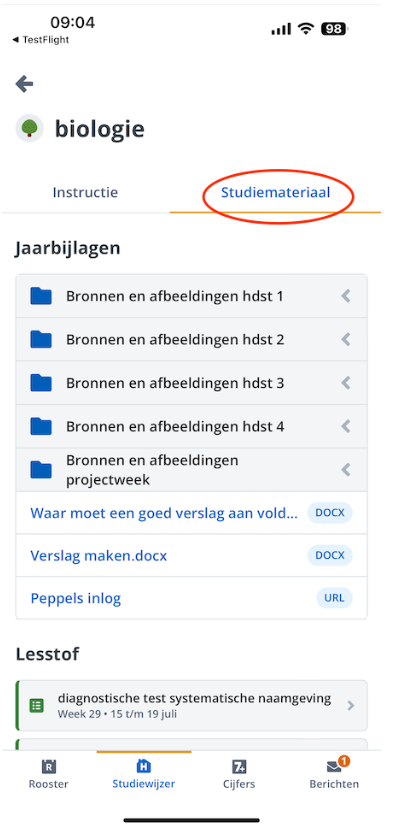 09:04
98
◀ TestFlight
biologie
Instructie
Studiemateriaal
Jaarbijlagen
Bronnen en afbeeldingen hdst 1
Bronnen en afbeeldingen hdst 2
Bronnen en afbeeldingen hdst 3
Bronnen en afbeeldingen hdst 4
Bronnen en afbeeldingen
projectweek
Waar moet een goed verslag aan vold... DOCX
Verslag maken.docx DOCX
Peppels inlog URL
Lesstof
diagnostische test systematische naamgeving
Week 29 • 15 t/m 19 juli
R
H
7+
1
Rooster
Studiewijzer
Cijfers
Berichten